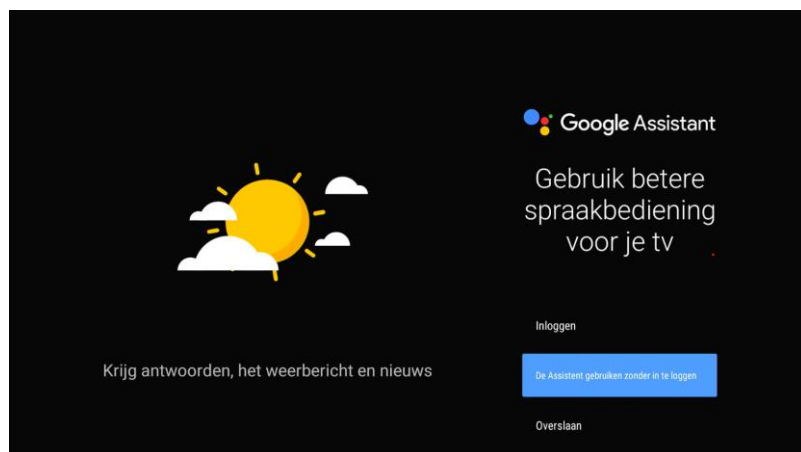 Google Assistant
Gebruik betere
spraakbediening
voor je tv
Inloggen
De Assistent gebruiken zonder in te loggen
Overslaan
Krijg antwoorden, het weerbericht en nieuws